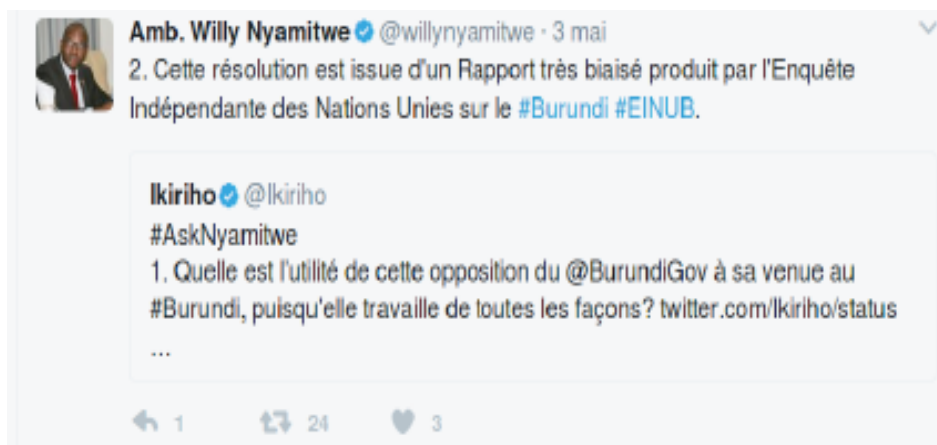 Amb. Willy Nyamitwe @willynyamitwe · 3 mai
2. Cette résolution est issue d'un Rapport très biaisé produit par l'Enquête
Indépendante des Nations Unies sur le #Burundi #EINUB.
Ikiriho @Ikiriho
#AskNyamitwe
1. Quelle est l'utilité de cette opposition du @BurundiGov à sa venue au
#Burundi, puisqu'elle travaille de toutes les façons? twitter.com/Ikiriho/status
...
1 24 3